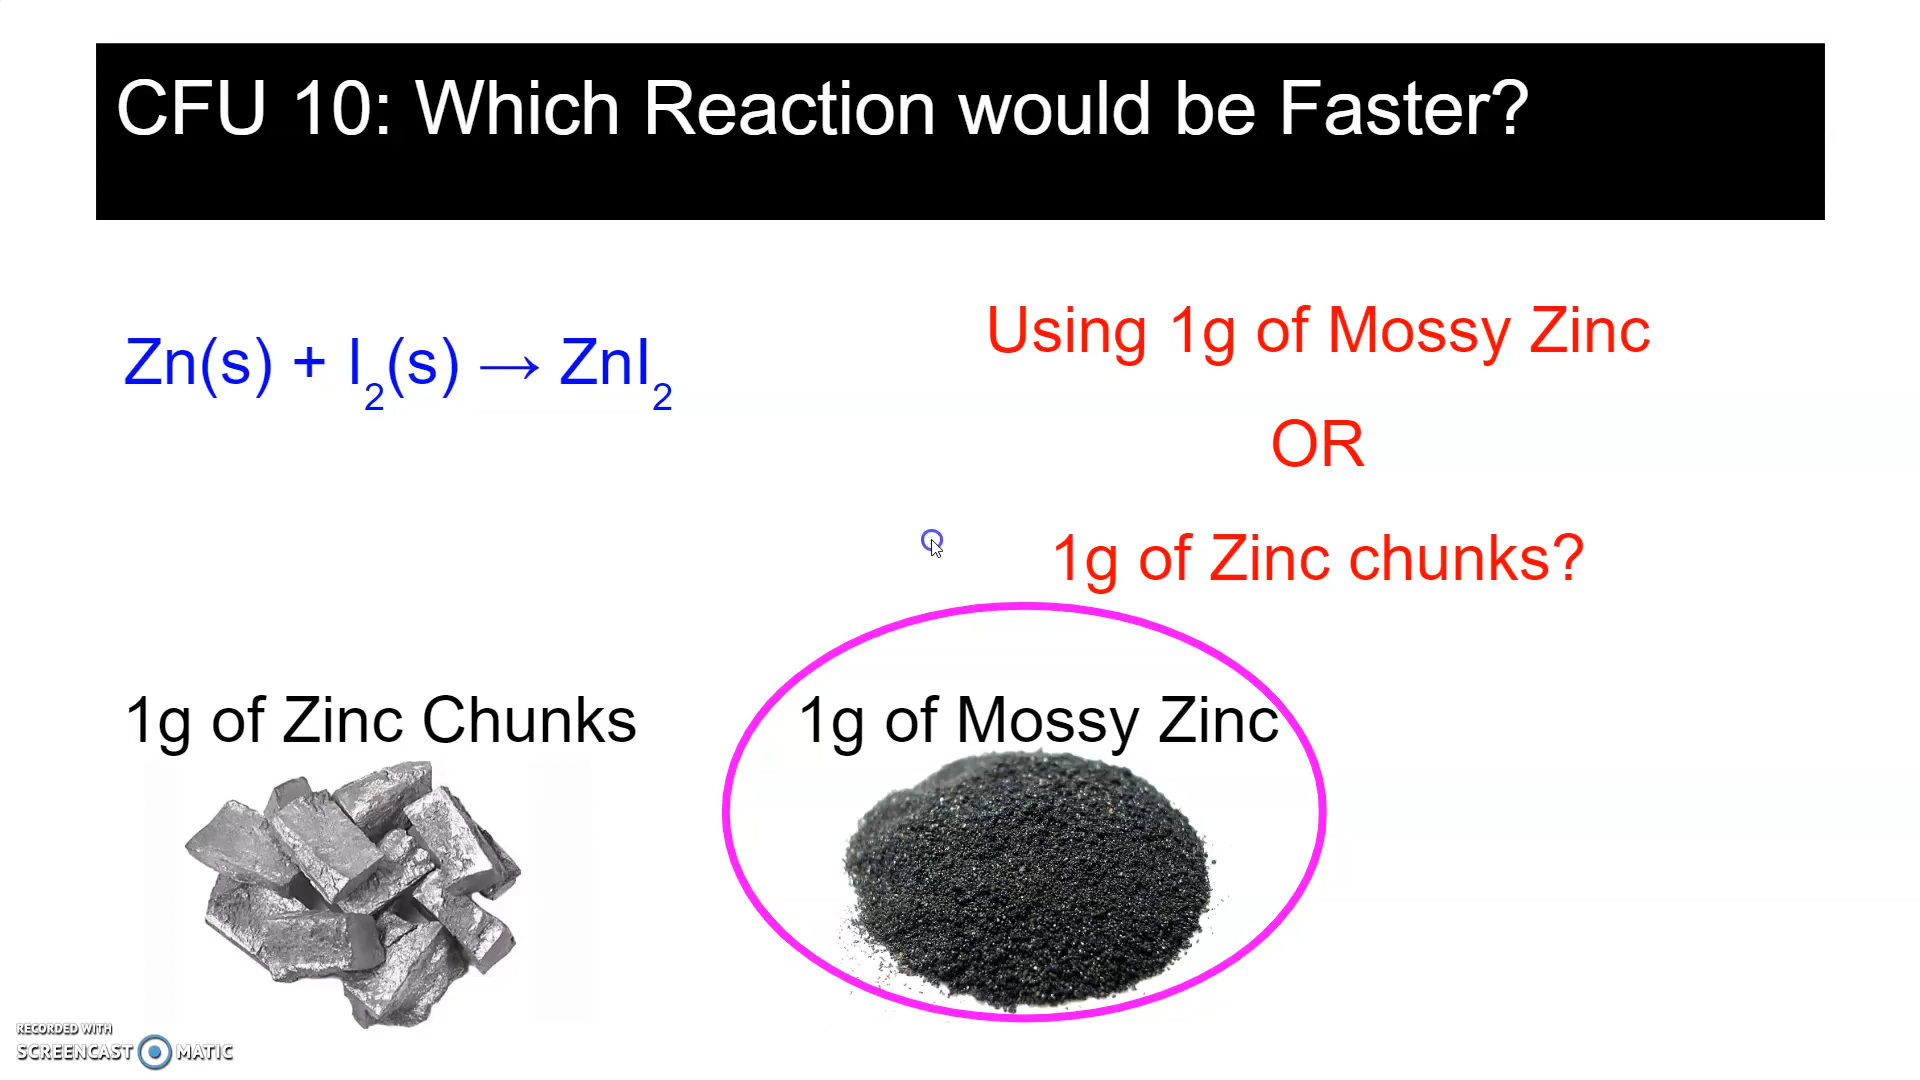 CFU 10: Which Reaction would be Faster?
Zn(s) + I₂(s) → ZnI₂
Using 1g of Mossy Zinc
OR
1g of Zinc chunks?
1g of Zinc Chunks
1g of Mossy Zinc
RECORDED WITH
SCREENCAST MATIC